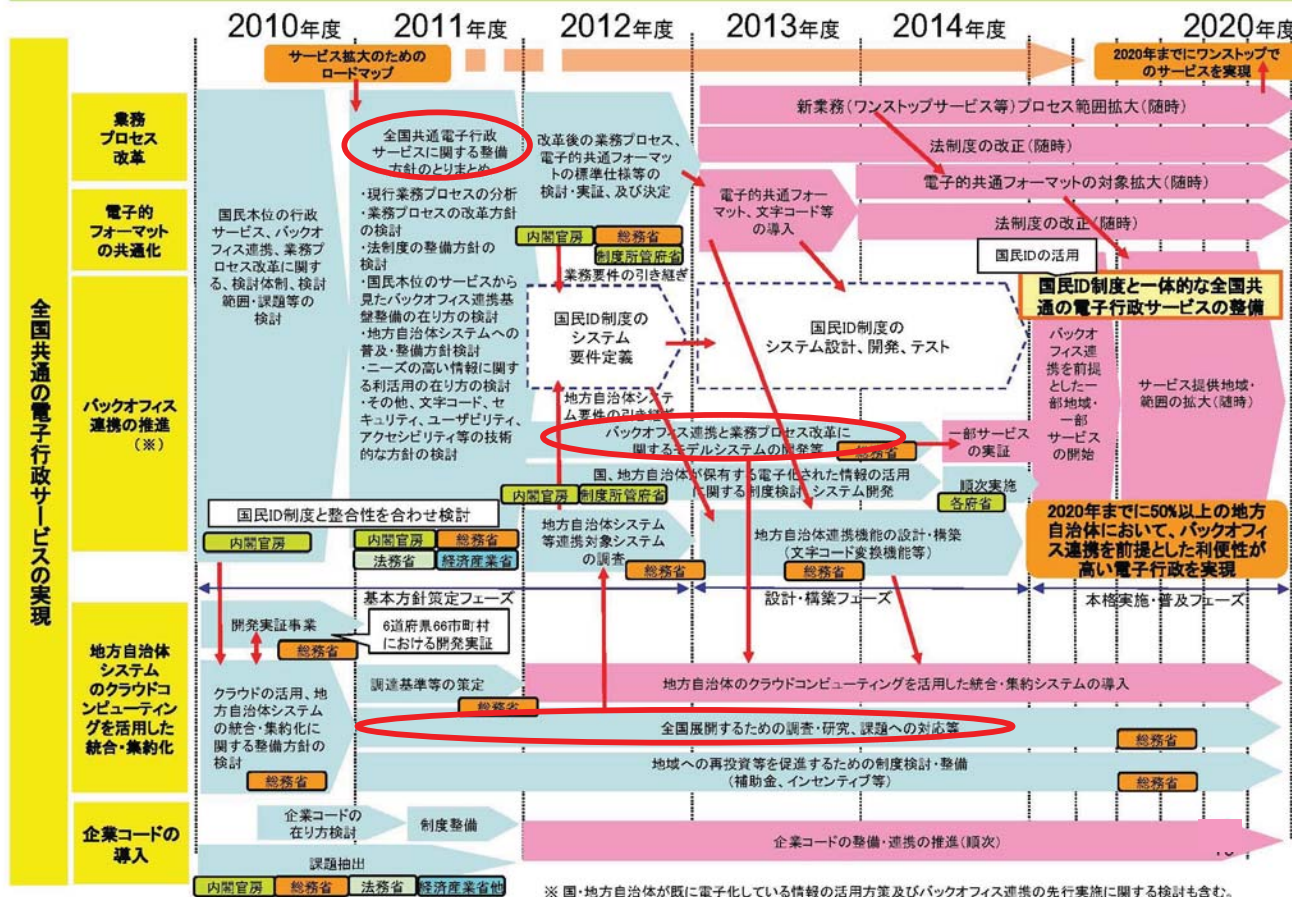 2010年度
2011年度
2012年度
2013年度
2014年度
2020年度
サービス拡大のための
ロードマップ
2020年までにワンストップで
のサービスを実現
全国共通の電子行政サービスの実現
業務
プロセス
改革
電子的
フォーマット
の共通化
バックオフィス
連携の推進
(※)
地方自治体
システム
のクラウドコ
ンピューティ
ングを活用した
統合・集約化
企業コードの
導入
国民本位の行政
サービス、バックオ
フィス連携、業務プ
ロセス改革に関す
る、検討体制、検討
範囲・課題等の
検討
全国共通電子行政
サービスに関する整備
方針のとりまとめ
・現行業務プロセスの分析
・業務プロセスの改革方針
の検討
・法制度の整備方針の
検討
・国民本位のサービスから
見たバックオフィス連携基
盤整備の在り方の検討
・地方自治体システムへの
普及・整備方針検討
・ニーズの高い情報に関する
利活用の在り方の検討
・その他、文字コード、セ
キュリティ、ユーザビリティ、
アクセシビリティ等の技術
的な方針の検討
国民ID制度と整合性を合わせ検討
内閣官房
内閣官房
総務省
法務省
経済産業省
改革後の業務プロセス、
電子的共通フォーマッ
トの標準仕様等の
検討・実証、及び決定
内閣官房
総務省
制度所管府省
業務要件の引き継ぎ
国民ID制度の
システム
要件定義
地方自治体システ
ム要件の引き継ぎ
新業務(ワンストップサービス等)プロセス範囲拡大(随時)
法制度の改正(随時)
電子的共通フォー
マット、文字コード等
の導入
電子的共通フォーマットの対象拡大(随時)
法制度の改正(随時)
国民IDの活用
国民ID制度と一体的な全国共
通の電子行政サービスの整備
国民ID制度の
システム設計、開発、テスト
バックオ
フィス連
携を前提
とした一
部地域・
一部
サービス
の開始
サービス提供地域・
範囲の拡大(随時)
バックオフィス連携と業務プロセス改革に
関するモデルシステムの開発等
総務省
一部サービス
の実証
国、地方自治体が保有する電子化された情報の活用
に関する制度検討、システム開発
内閣官房
制度所管府省
順次実施
各府省
地方自治体システム
等連携対象システム
の調査
総務省
地方自治体連携機能の設計・構築
(文字コード変換機能等)
総務省
2020年までに50%以上の地方
自治体において、バックオフィ
ス連携を前提とした利便性が
高い電子行政を実現
基本方針策定フェーズ
設計・構築フェーズ
本格実施・普及フェーズ
開発実証事業
総務省
6道府県66市町村
における開発実証
クラウドの活用、地
方自治体システム
の統合・集約化に
関する整備方針の
検討
総務省
調達基準等の策定
総務省
地方自治体のクラウドコンピューティングを活用した統合・集約システムの導入
全国展開するための調査・研究、課題への対応等
総務省
地域への再投資等を促進するための制度検討・整備
(補助金、インセンティブ等)
総務省
企業コードの
在り方検討
制度整備
企業コードの整備・連携の推進(順次)
課題抽出
内閣官房
総務省
法務省
経済産業省他
※ 国・地方自治体が既に電子化している情報の活用方策及びバックオフィス連携の先行実施に関する検討も含む。